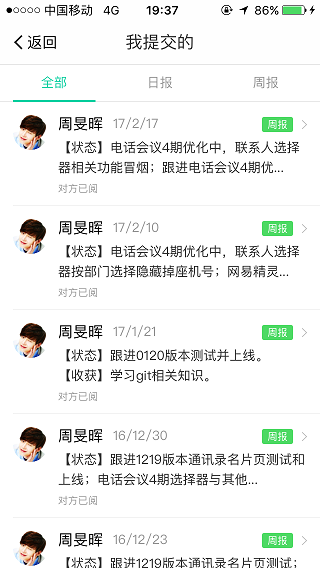 中国移动 4G 19:37 86%
返回 我提交的
全部 日报 周报
周旻晖 17/2/17 周报
【状态】电话会议4期优化中，联系人选择
器相关功能冒烟；跟进电话会议4期优...
对方已阅
周旻晖 17/2/10 周报
【状态】电话会议4期优化中，联系人选择
器按部门选择隐藏掉座机号；网易精灵...
对方已阅
周旻晖 17/1/21 周报
【状态】跟进0120版本测试并上线。
【收获】学习git相关知识。
对方已阅
周旻晖 16/12/30 周报
【状态】跟进1219版本通讯录名片页测试和
上线；电话会议4期选择器与其他...
对方已阅
周旻晖 16/12/23 周报
【状态】跟进1219版本通讯录名片页测试；